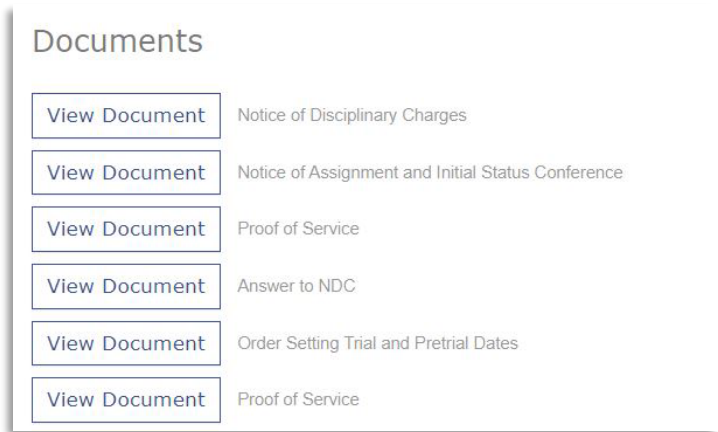 Documents
View Document Notice of Disciplinary Charges
View Document Notice of Assignment and Initial Status Conference
View Document Proof of Service
View Document Answer to NDC
View Document Order Setting Trial and Pretrial Dates
View Document Proof of Service